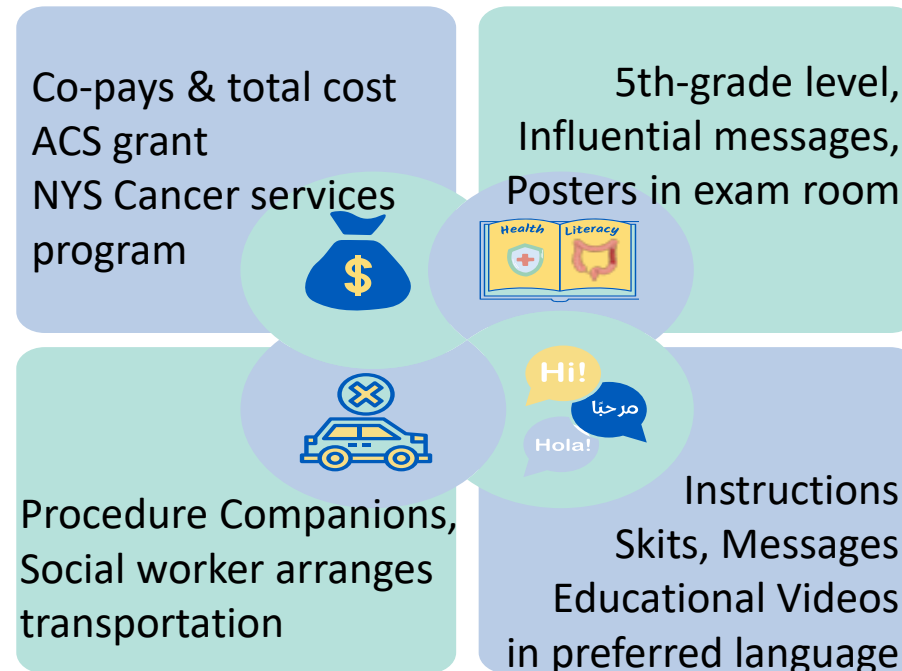 Co-pays & total cost
ACS grant
NYS Cancer services
program
$
5th-grade level,
Influential messages,
Posters in exam room
Health Literacy
Hi!
مرحبًا
Hola!
Procedure Companions,
Social worker arranges
transportation
Instructions
Skits, Messages
Educational Videos
in preferred language